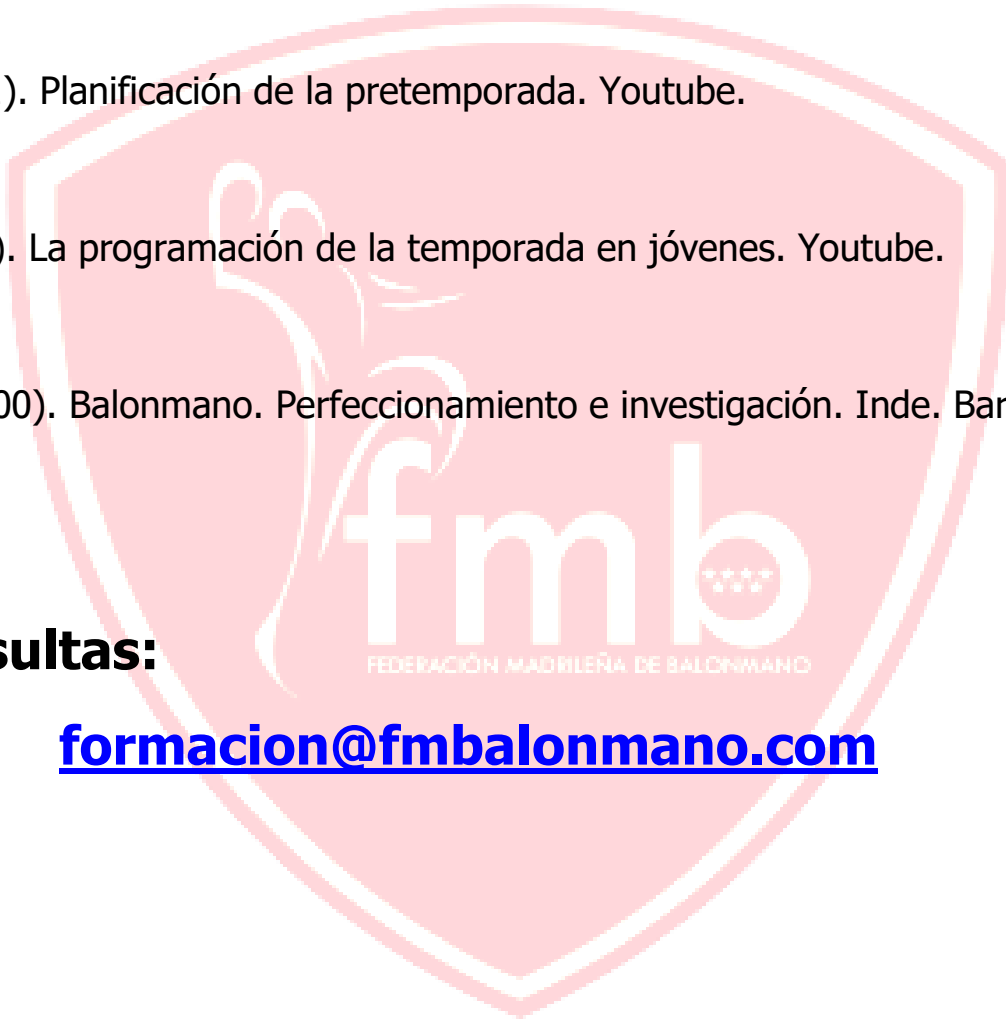 ). Planificación de la pretemporada. Youtube.
). La programación de la temporada en jóvenes. Youtube.
00). Balonmano. Perfeccionamiento e investigación. Inde. Bar
fmb
FEDERACIÓN MADRILEÑA DE BALONMANO
sultas:
formacion@fmbalonmano.com